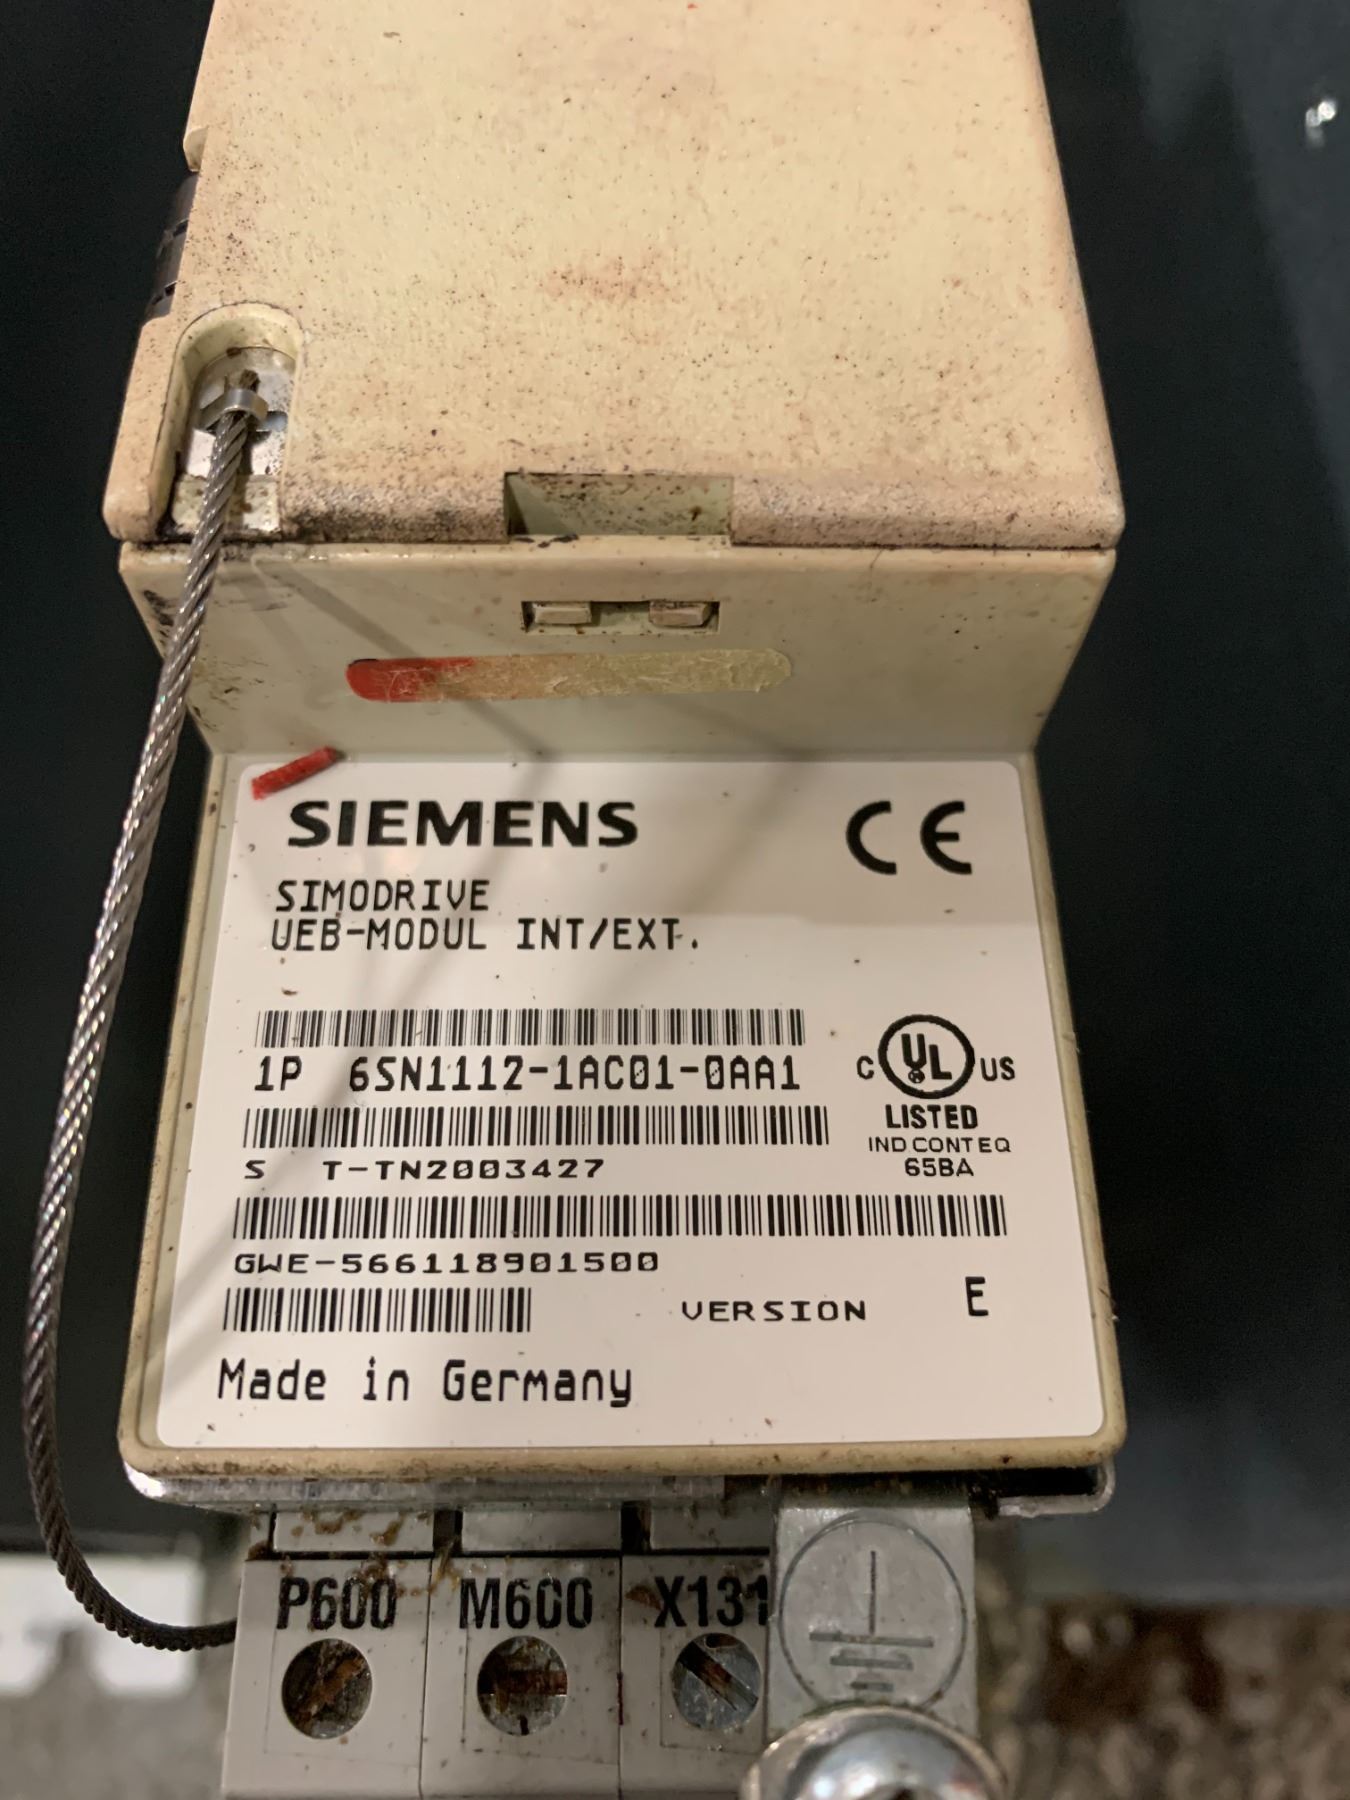 SIEMENS
CE
SIMODRIVE
UEB-MODUL INT/EXT.
1P 6SN1112-1AC01-0AA1
C UL US
LISTED
IND.CONT.EQ
65BA
S T-TN2003427
GWE-566118901500
VERSION E
Made in Germany
P600 M600 X131